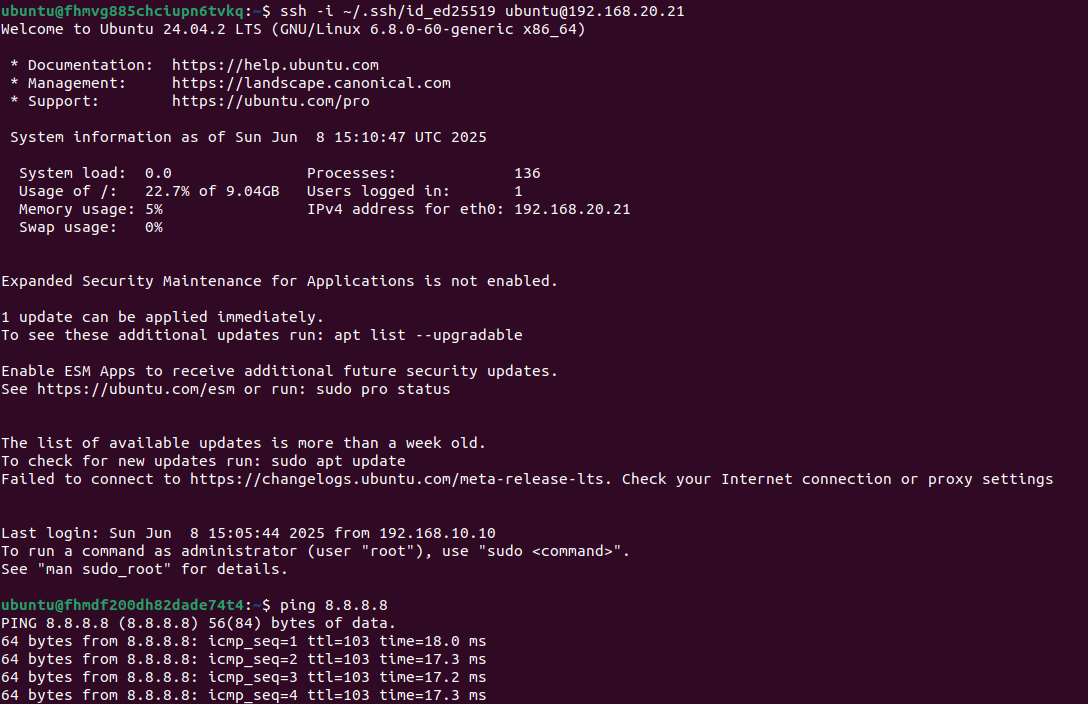 ubuntu@fhmvg885chciupn6tvkq:~$ ssh -i ~/.ssh/id_ed25519 ubuntu@192.168.20.21
Welcome to Ubuntu 24.04.2 LTS (GNU/Linux 6.8.0-60-generic x86_64)

 * Documentation:  https://help.ubuntu.com
 * Management:     https://landscape.canonical.com
 * Support:        https://ubuntu.com/pro

 System information as of Sun Jun  8 15:10:47 UTC 2025

  System load:  0.0               Processes:             136
  Usage of /:   22.7% of 9.04GB   Users logged in:       1
  Memory usage: 5%                IPv4 address for eth0: 192.168.20.21
  Swap usage:   0%


Expanded Security Maintenance for Applications is not enabled.

1 update can be applied immediately.
To see these additional updates run: apt list --upgradable

Enable ESM Apps to receive additional future security updates.
See https://ubuntu.com/esm or run: sudo pro status


The list of available updates is more than a week old.
To check for new updates run: sudo apt update
Failed to connect to https://changelogs.ubuntu.com/meta-release-lts. Check your Internet connection or proxy settings


Last login: Sun Jun  8 15:05:44 2025 from 192.168.10.10
To run a command as administrator (user "root"), use "sudo <command>".
See "man sudo_root" for details.

ubuntu@fhmdf200dh82dade74t4:~$ ping 8.8.8.8
PING 8.8.8.8 (8.8.8.8) 56(84) bytes of data.
64 bytes from 8.8.8.8: icmp_seq=1 ttl=103 time=18.0 ms
64 bytes from 8.8.8.8: icmp_seq=2 ttl=103 time=17.3 ms
64 bytes from 8.8.8.8: icmp_seq=3 ttl=103 time=17.2 ms
64 bytes from 8.8.8.8: icmp_seq=4 ttl=103 time=17.3 ms